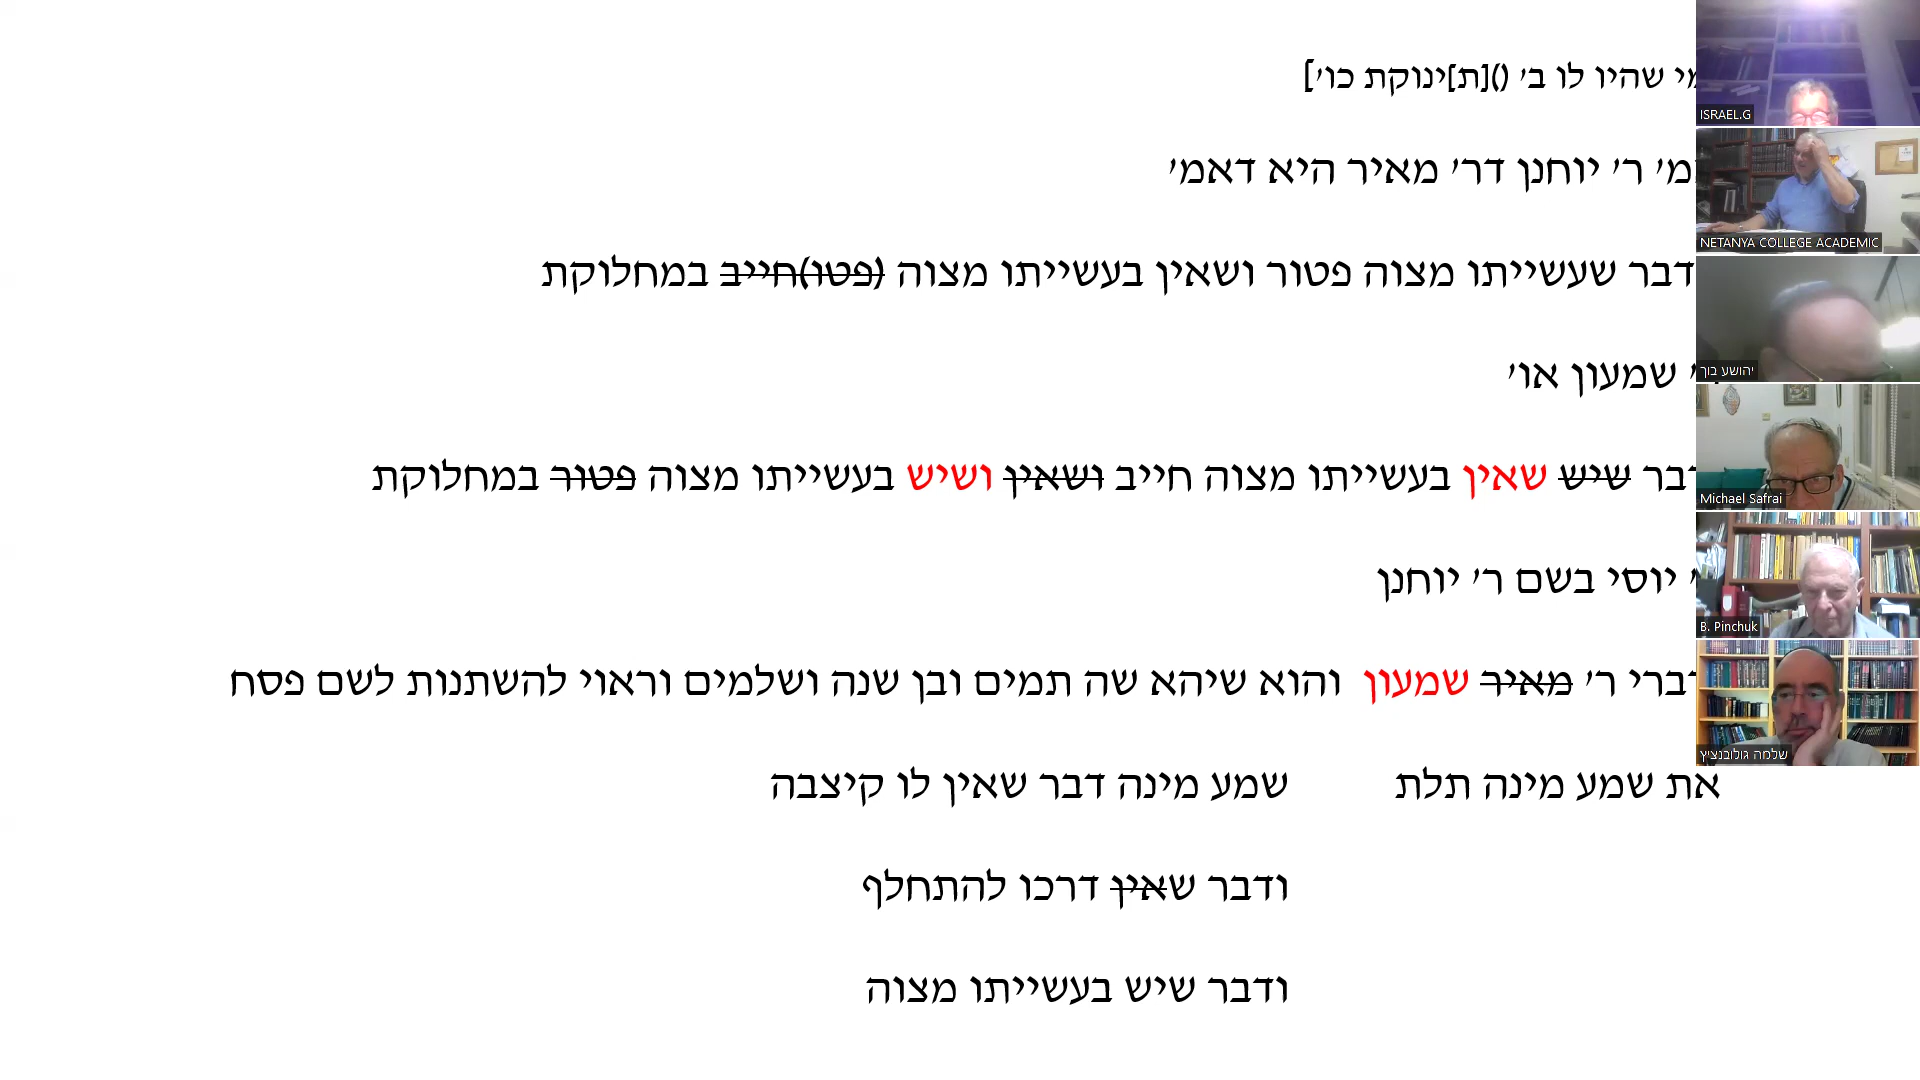 שהיו לו ב׳ ()[ת]ינוקת כו׳]
ר׳ יוחנן דר׳ מאיר היא דאמ׳
דבר שעשייתו מצוה פטור ושאין בעשייתו מצוה (פטו)חייב במחלוקת
שמעון או׳
שיש שאין בעשייתו מצוה חייב ושאין ושיש בעשייתו מצוה פטור במחלוקת
יוסי בשם ר׳ יוחנן
ר׳ מאיר שמעון והוא שיהא שה תמים ובן שנה ושלמים וראוי להשתנות לשם פסח
את שמע מינה תלת שמע מינה דבר שאין לו קיצבה
ודבר שאין דרכו להתחלף
ודבר שיש בעשייתו מצוה
ISRAEL.G
NETANYA COLLEGE ACADEMIC
יהושע בוך
Michael Safrai
B. Pinchuk
שלמה גולובנציץ